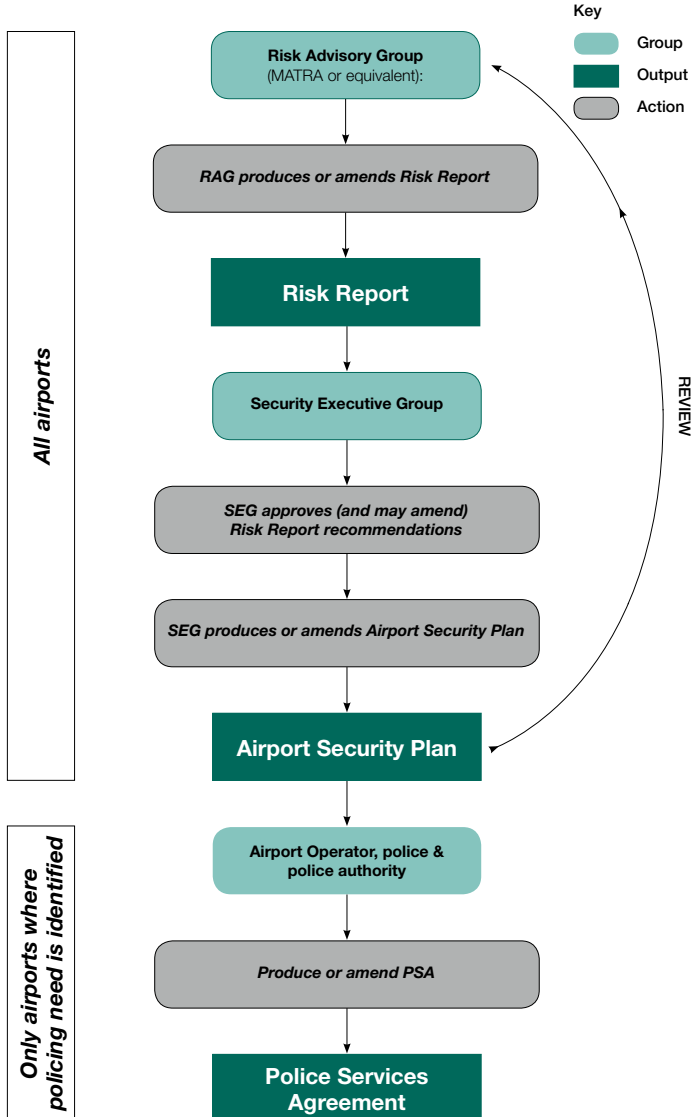 Key
Group
Output
Action
Risk Advisory Group
(MATRA or equivalent):
RAG produces or amends Risk Report
Risk Report
Security Executive Group
SEG approves (and may amend)
Risk Report recommendations
SEG produces or amends Airport Security Plan
Airport Security Plan
REVIEW
All airports
Airport Operator, police &
police authority
Produce or amend PSA
Police Services
Agreement
Only airports where
policing need is identified